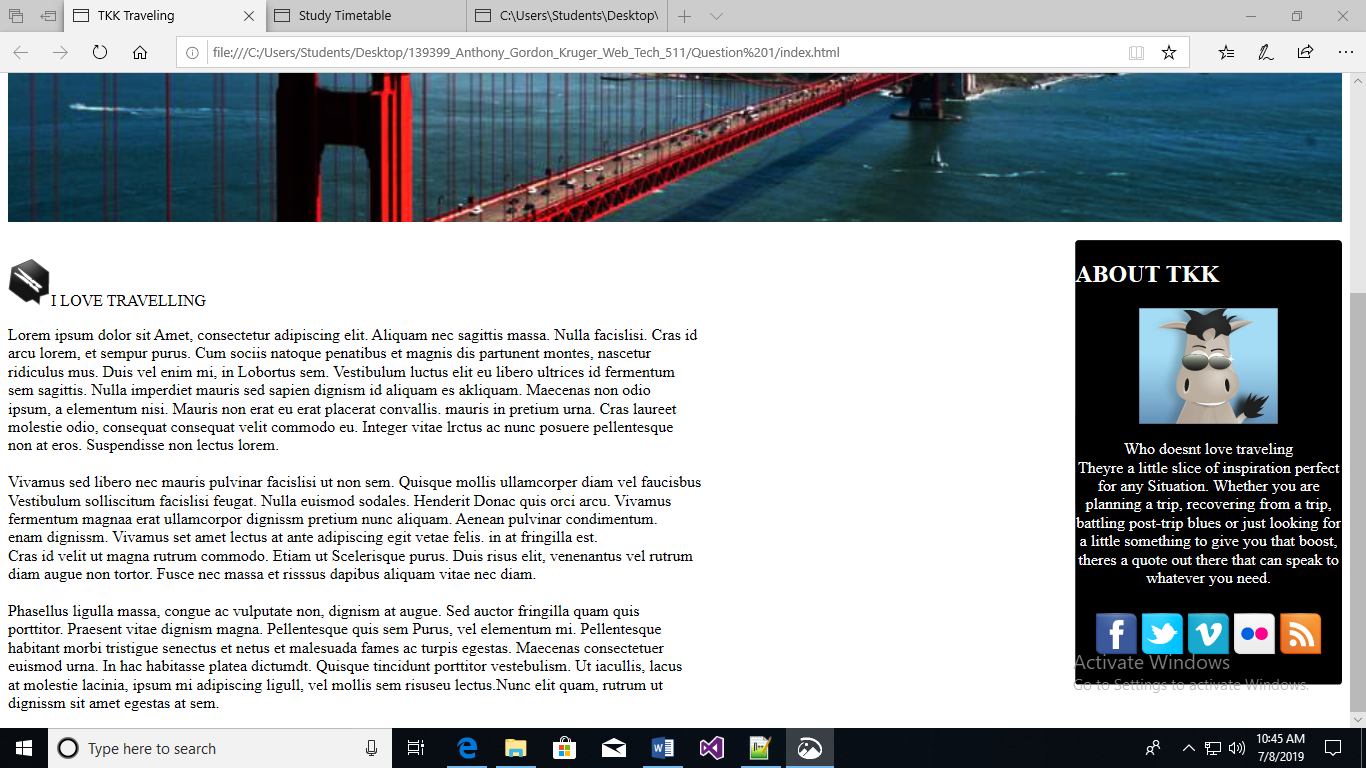 TKK Traveling
Study Timetable
C:\Users\Students\Desktop\
file:///C:/Users/Students/Desktop/139399_Anthony_Gordon_Kruger_Web_Tech_511/Question%201/index.html
I LOVE TRAVELLING
Lorem ipsum dolor sit Amet, consectetur adipiscing elit. Aliquam nec sagittis massa. Nulla facilisi. Cras id
arcu lorem, et sempur purus. Cum sociis natoque penatibus et magnis dis partunent montes, nascetur
ridiculus mus. Duis vel enim mi, in Lobortus sem. Vestibulum luctus elit eu libero ultrices id fermentum
sem sagittis. Nulla imperdiet mauris sed sapien dignism id aliquam es akliquam. Maecenas non odio
ipsum, a elementum nisi. Mauris non erat eu erat placerat convallis. mauris in pretium urna. Cras laureet
molestie odio, consequat consequat velit commodo eu. Integer vitae lrctus ac nunc posuere pellentesque
non at eros. Suspendisse non lectus lorem.
Vivamus sed libero nec mauris pulvinar facislisi ut non sem. Quisque mollis ullamcorper diam vel faucisbus
Vestibulum solliscitum facislisi feugat. Nulla euismod sodales. Henderit Donac quis orci arcu. Vivamus
fermentum magnaa erat ullamcorpor dignissm pretium nunc aliquam. Aenean pulvinar condimentum.
enam dignissm. Vivamus set amet lectus at ante adipiscing egit vetae felis. in at fringilla est.
Cras id velit ut magna rutrum commodo. Etiam ut Scelerisque purus. Duis risus elit, venenantus vel rutrum
diam augue non tortor. Fusce nec massa et risssus dapibus aliquam vitae nec diam.
Phasellus ligulla massa, congue ac vulputate non, dignism at augue. Sed auctor fringilla quam quis
porttitor. Praesent vitae dignism magna. Pellentesque quis sem Purus, vel elementum mi. Pellentesque
habitant morbi tristigue senectus et netus et malesuada fames ac turpis egestas. Maecenas consectetuer
euismod urna. In hac habitasse platea dictumdt. Quisque tincidunt porttitor vestebulism. Ut iacullis, lacus
at molestie lacinia, ipsum mi adipiscing ligull, vel mollis sem risuseu lectus.Nunc elit quam, rutrum ut
dignissm sit amet egestas at sem.
ABOUT TKK
Who doesnt love traveling
Theyre a little slice of inspiration perfect
for any Situation. Whether you are
planning a trip, recovering from a trip,
battling post-trip blues or just looking for
a little something to give you that boost,
theres a quote out there that can speak to
whatever you need.
Activate Windows
Go to Settings to activate Windows.
Type here to search
10:45 AM
7/8/2019